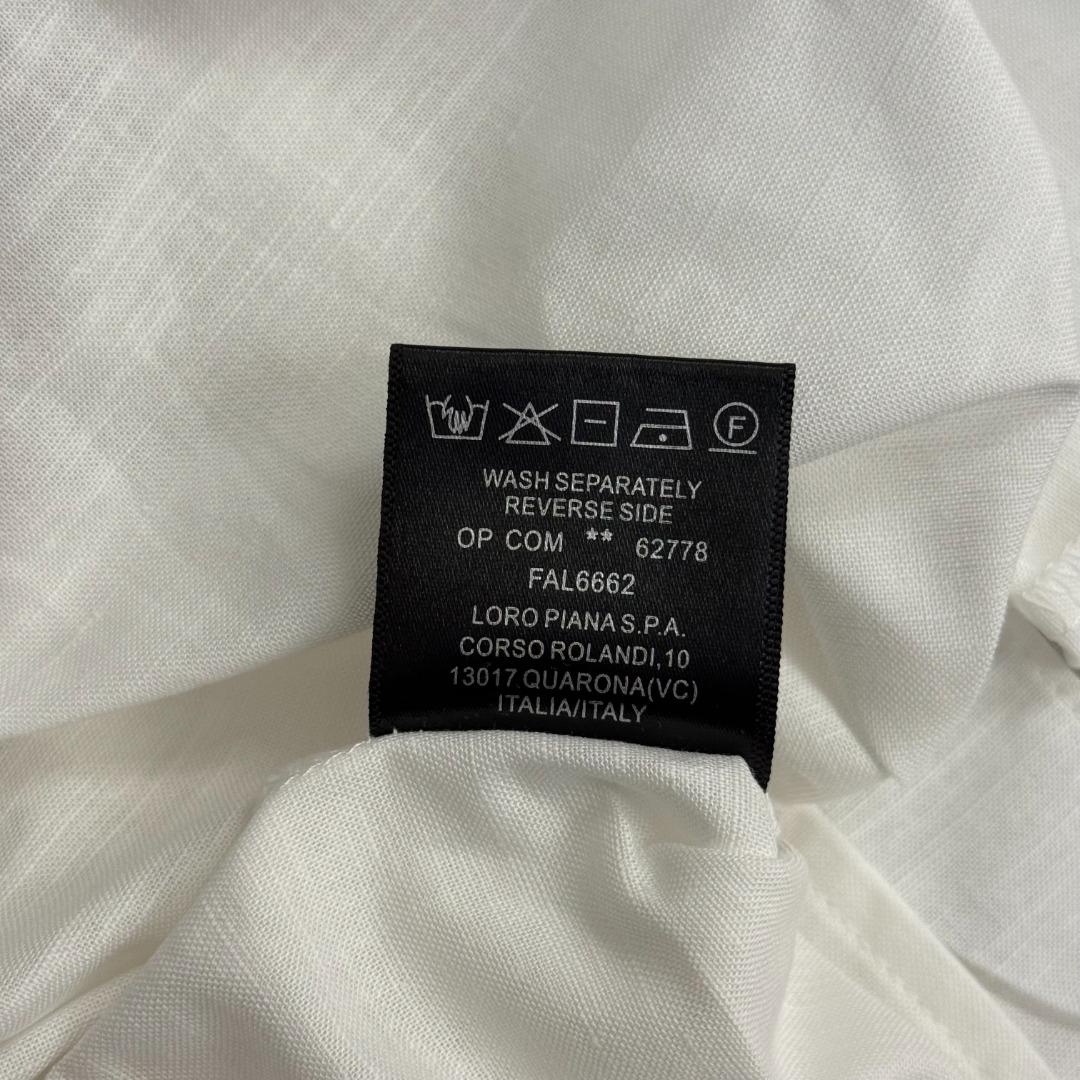 F
WASH SEPARATELY
REVERSE SIDE
OP COM ** 62778
FAL6662
LORO PIANA S.P.A.
CORSO ROLANDI,10
13017 QUARONA(VC)
ITALIA/ITALY